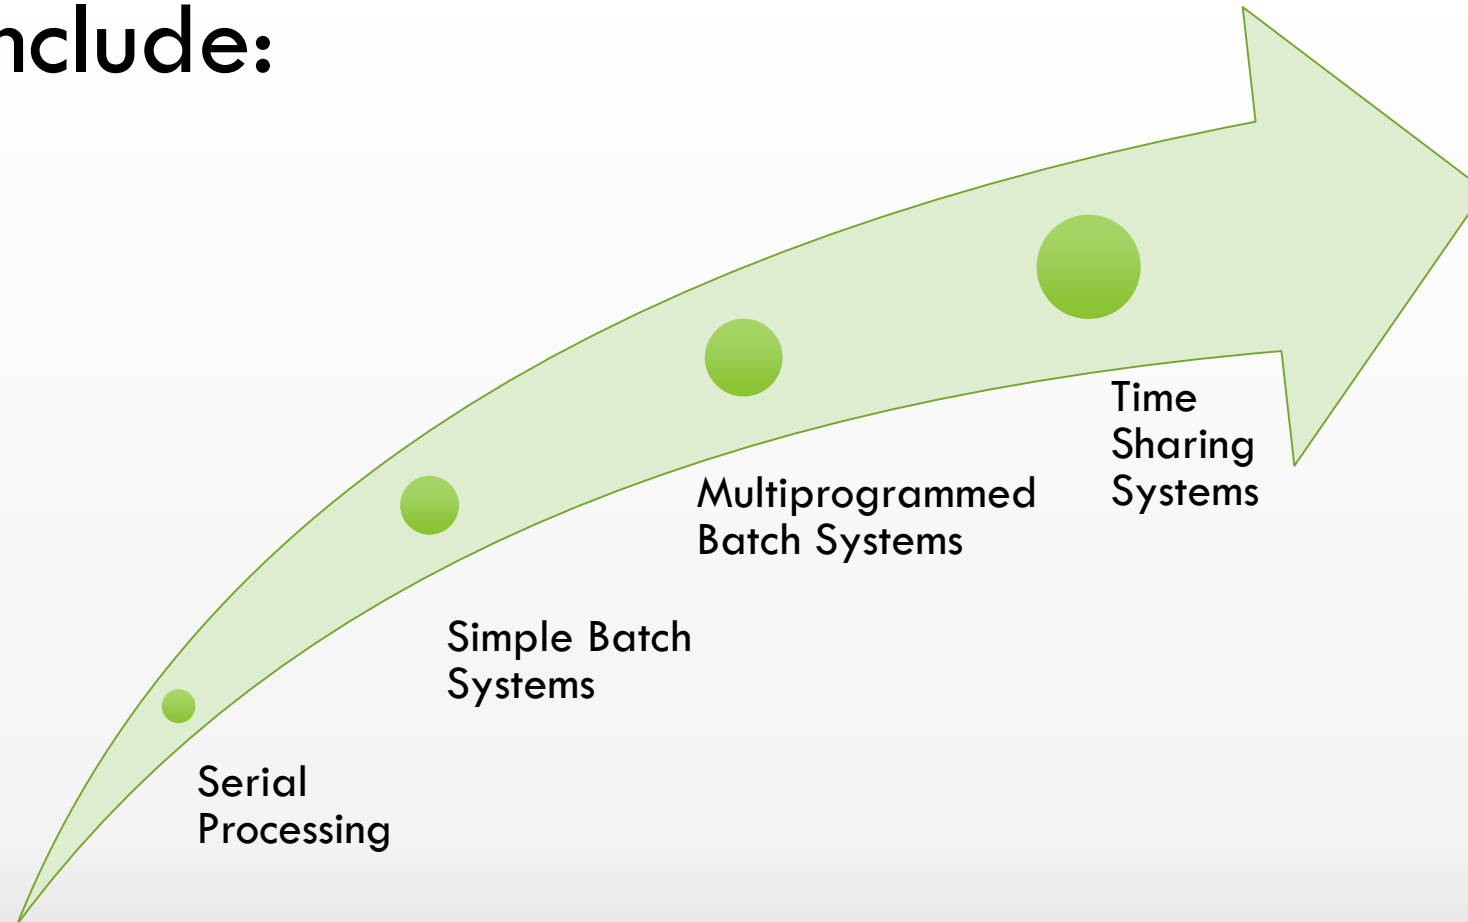 nclude:
Time
Sharing
Systems
Multiprogrammed
Batch Systems
Simple Batch
Systems
Serial
Processing